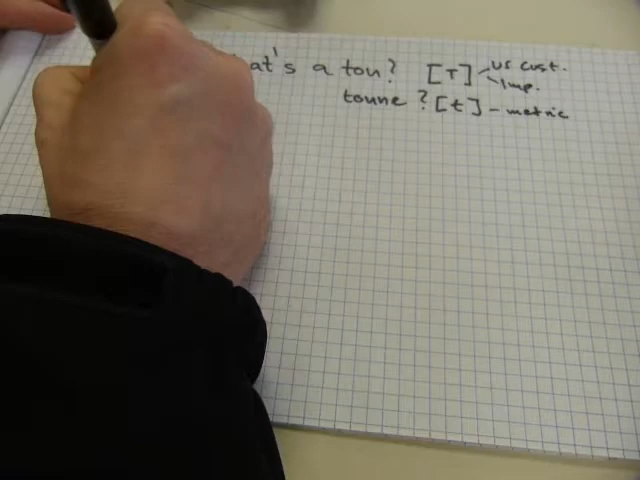 at's a ton? [T] US cust.
Imp.
tonne? [t] - metric